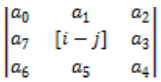 a₀ a₁ a₂
a₇ [i − j] a₃
a₆ a₅ a₄